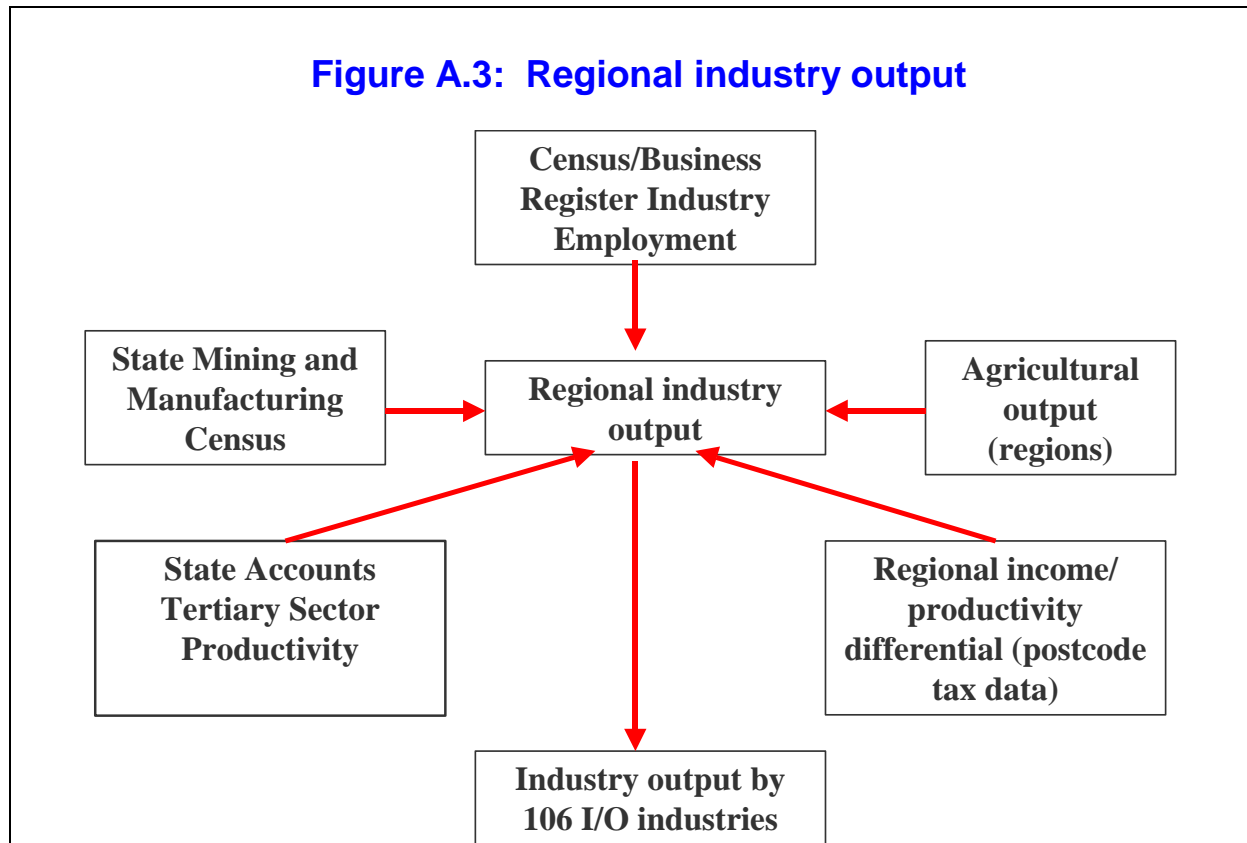 Figure A.3: Regional industry output
Census/Business
Register Industry
Employment
State Mining and
Manufacturing
Census
Regional industry
output
Agricultural
output
(regions)
State Accounts
Tertiary Sector
Productivity
Regional income/
productivity
differential (postcode
tax data)
Industry output by
106 I/O industries